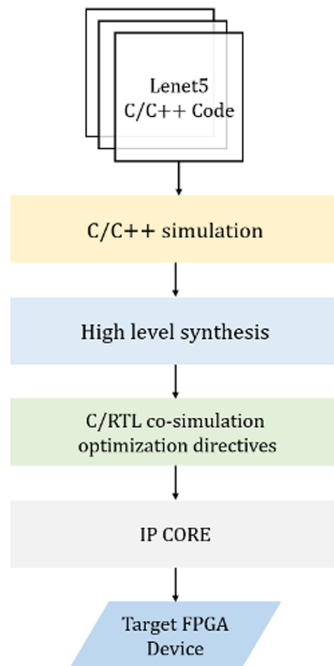 Lenet5
C/C++ Code
C/C++ simulation
High level synthesis
C/RTL co-simulation
optimization directives
IP CORE
Target FPGA
Device